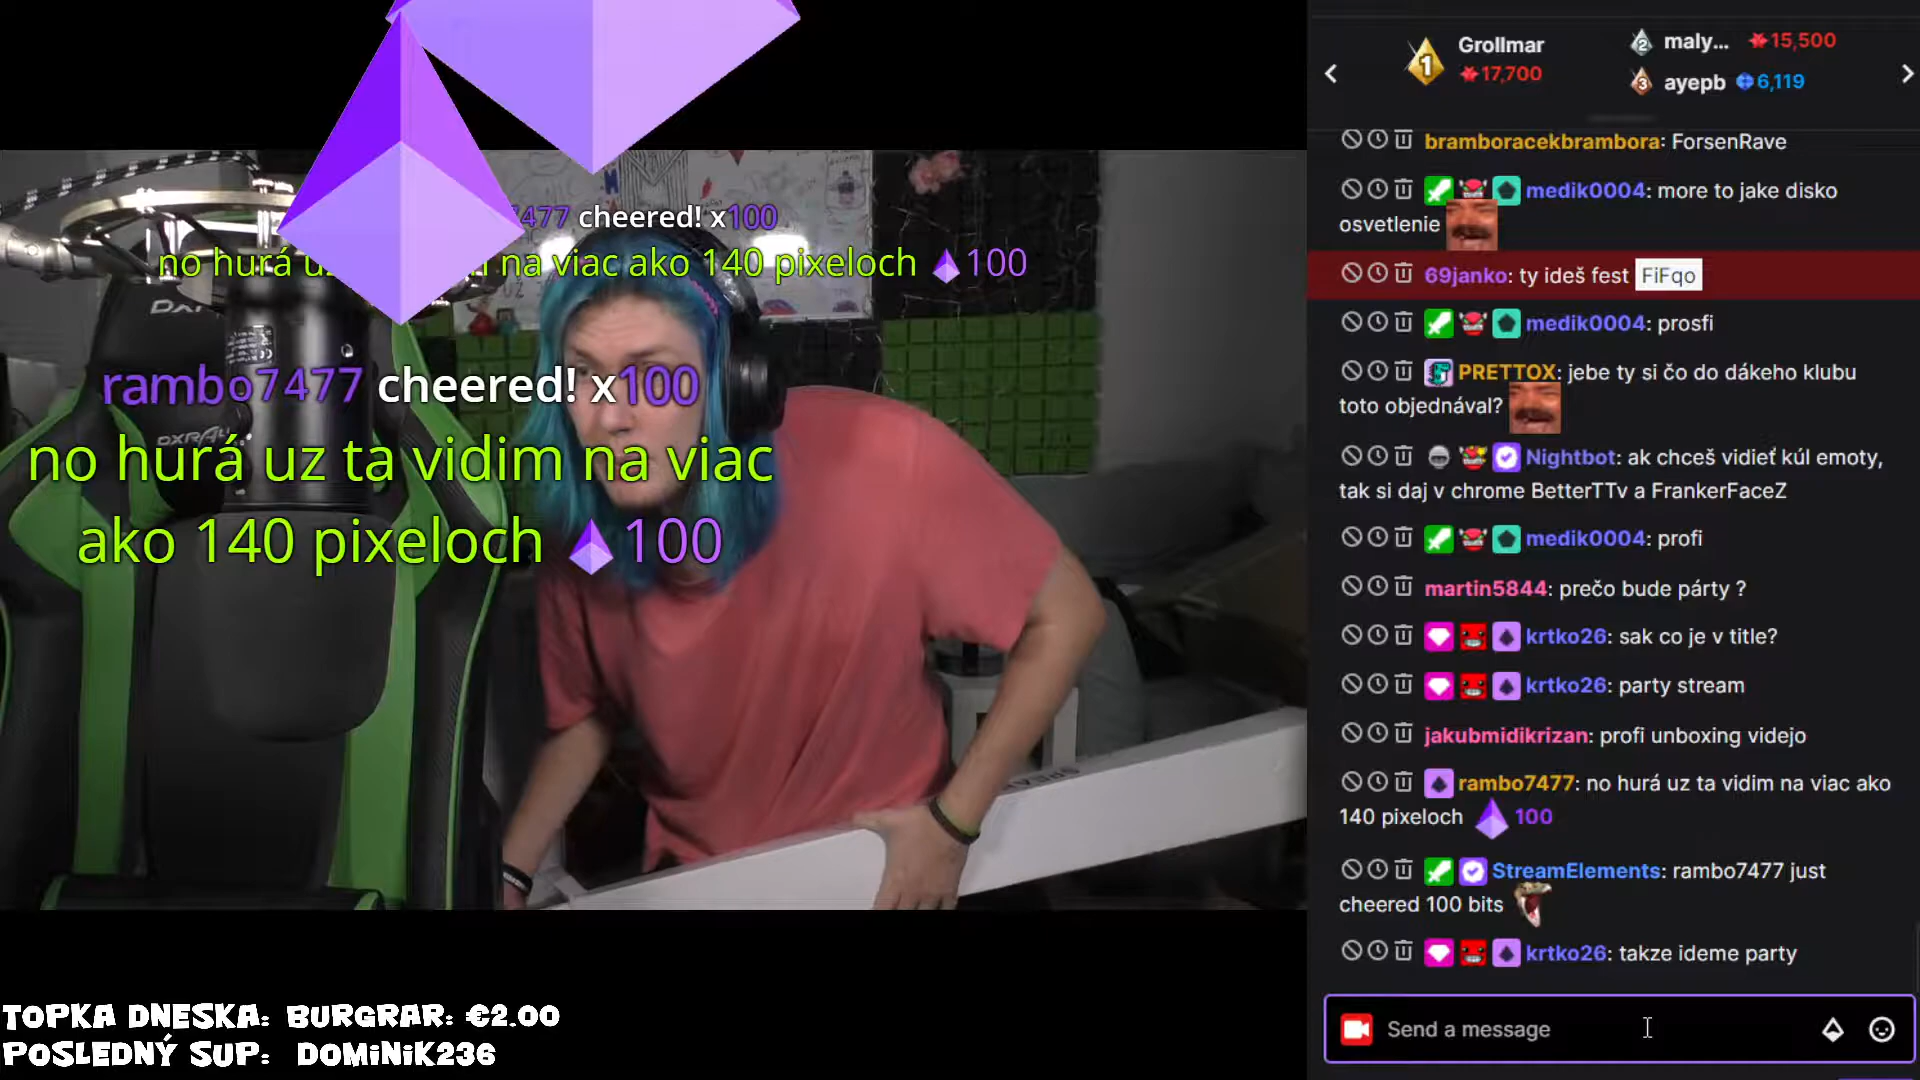 7477 cheered! x100
no hurá u na viac ako 140 pixeloch 100
rambo7477 cheered! x100
no hurá uz ta vidim na viac
ako 140 pixeloch 100
DXRA
TOPKA DNESKA: BURGRAR: €2.00
POSLEDNÝ SUP: DOMINIK236
1 Grollmar
17,700
2 maly... 15,500
3 ayepb 6,119
bramboracekbrambora: ForsenRave
medik0004: more to jake disko
osvetlenie
69janko: ty ideš fest FiFqo
medik0004: prosfi
PRETTOX: jebe ty si čo do dákeho klubu
toto objednával?
Nightbot: ak chceš vidieť kúl emoty,
tak si daj v chrome BetterTTv a FrankerFaceZ
medik0004: profi
martin5844: prečo bude párty ?
krtko26: sak co je v title?
krtko26: party stream
jakubmidikrizan: profi unboxing videjo
rambo7477: no hurá uz ta vidim na viac ako
140 pixeloch 100
StreamElements: rambo7477 just
cheered 100 bits
krtko26: takze ideme party
Send a message